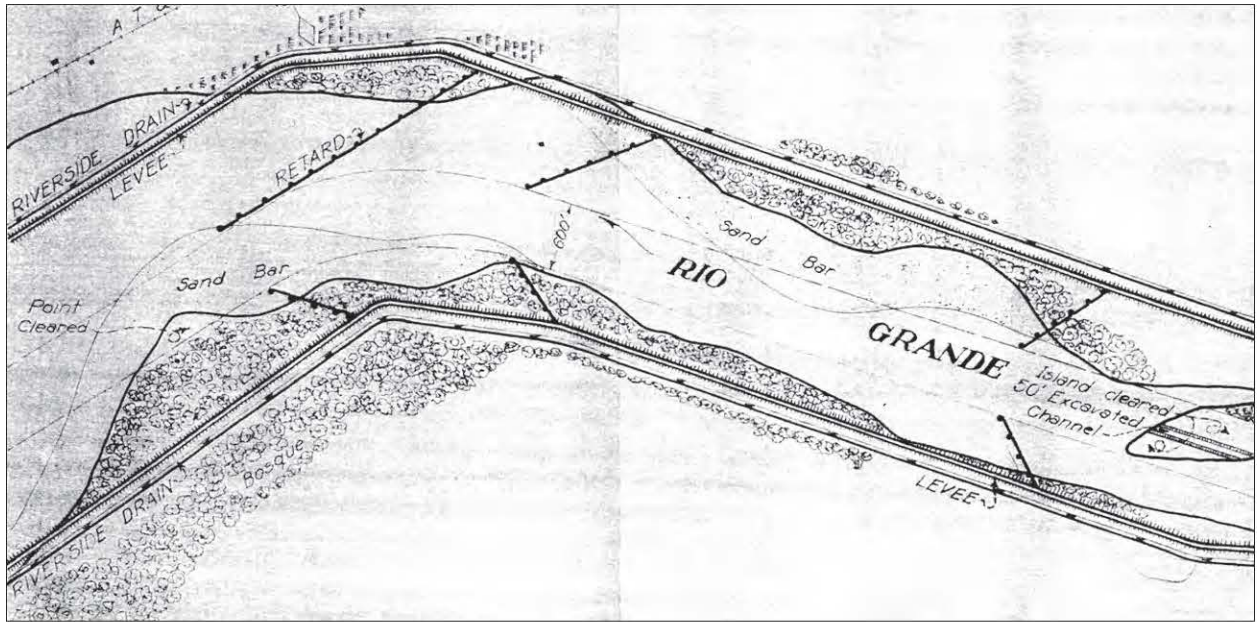 A T &
RIVERSIDE DRAIN
LEVEE
RETARD
600'
Sand Bar
RIO
GRANDE
Sand Bar
Point
Cleared
Island cleared
50' Excavated
Channel
Bosque
RIVERSIDE DRAIN
LEVEE